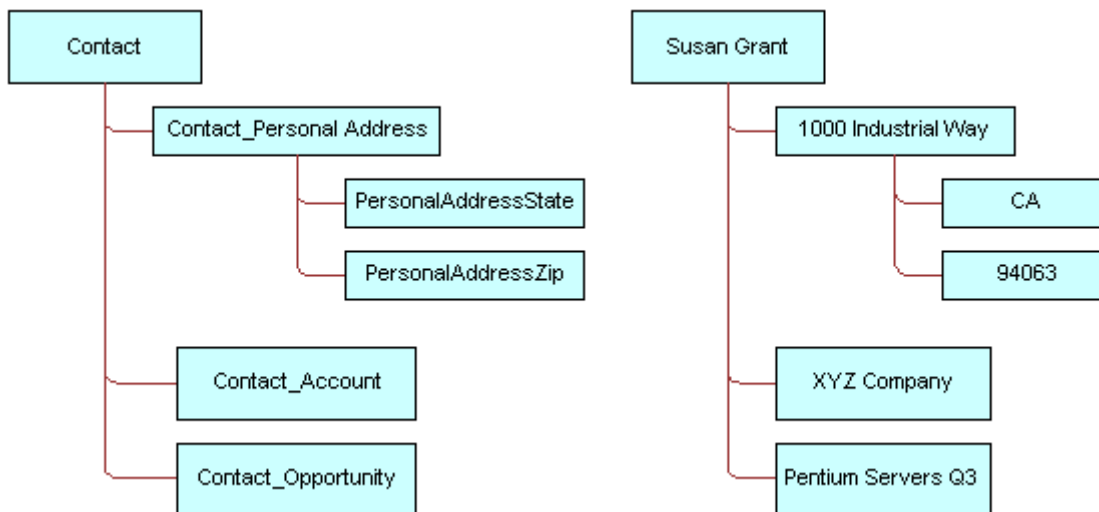 Contact
Contact_Personal Address
PersonalAddressState
PersonalAddressZip
Contact_Account
Contact_Opportunity
Susan Grant
1000 Industrial Way
CA
94063
XYZ Company
Pentium Servers Q3